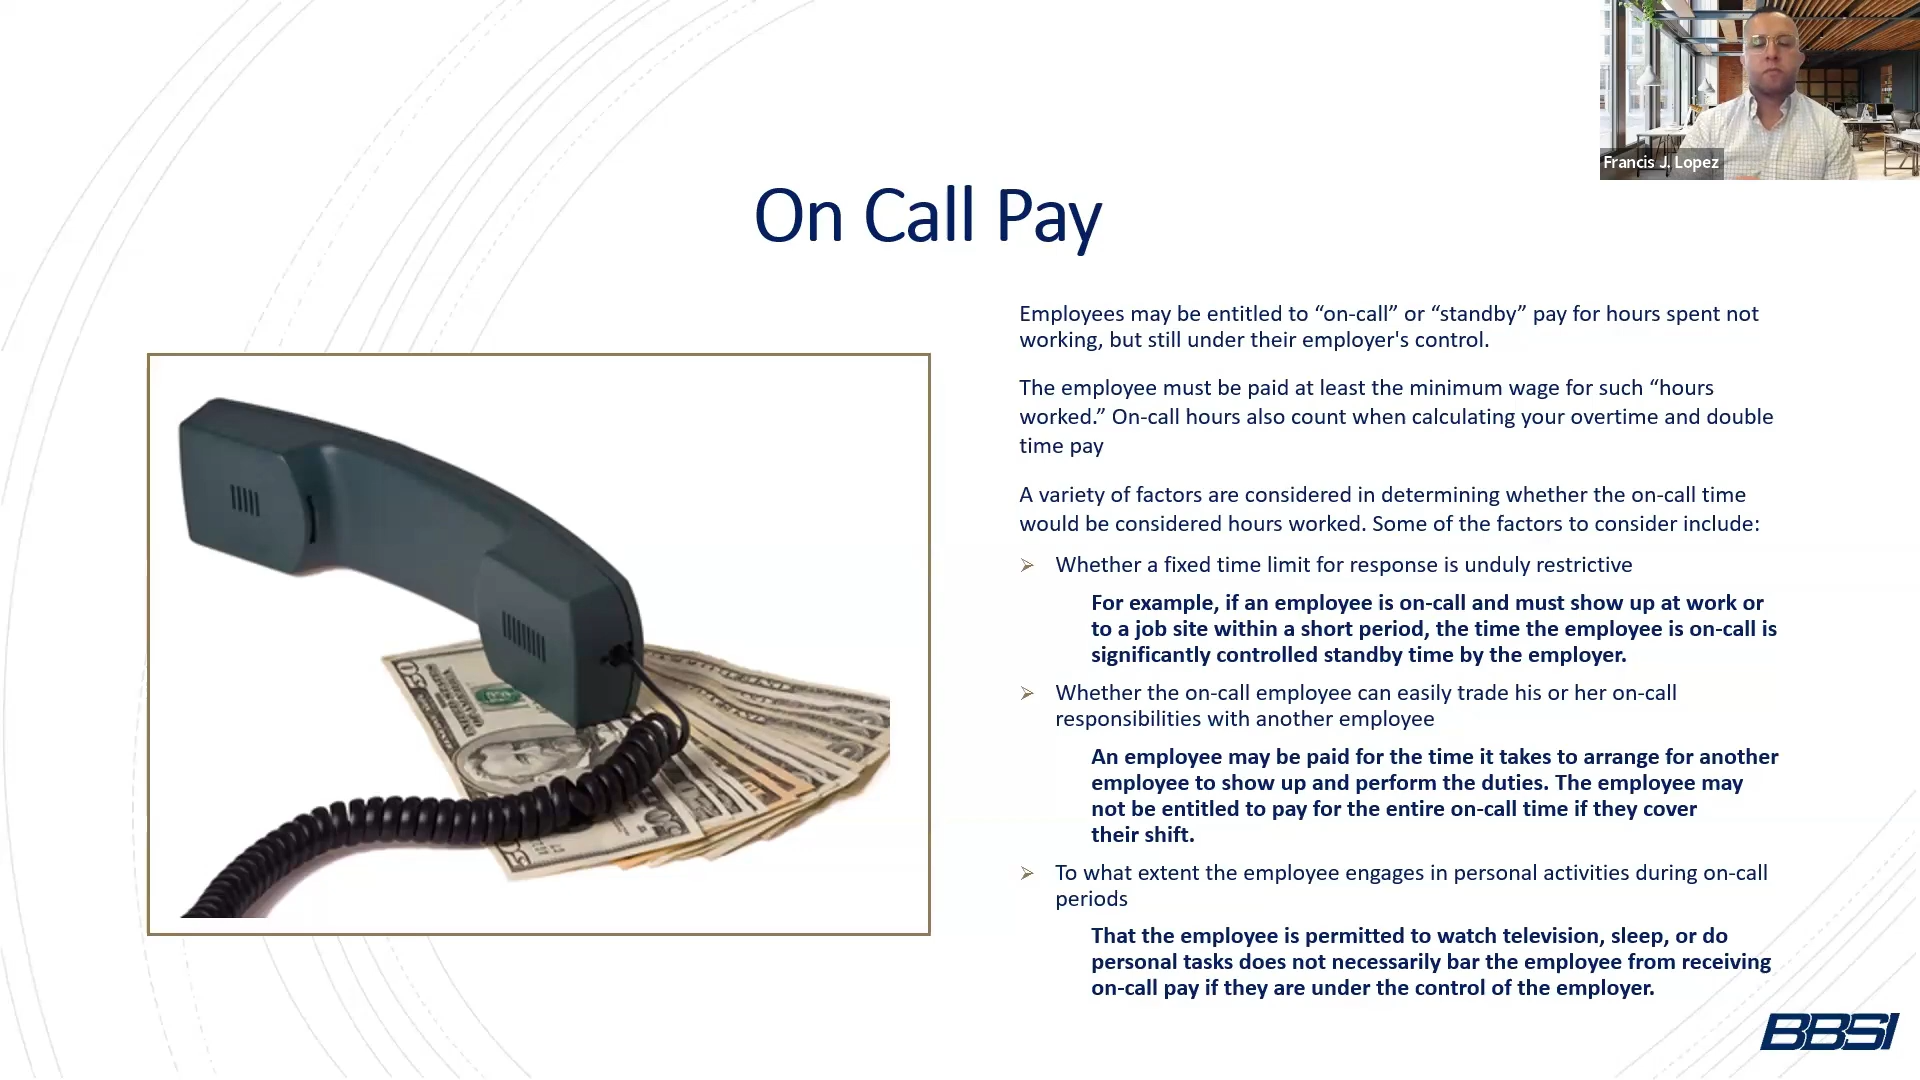 Francis J. Lopez
On Call Pay
Employees may be entitled to “on-call” or “standby” pay for hours spent not
working, but still under their employer's control.
The employee must be paid at least the minimum wage for such “hours
worked.” On-call hours also count when calculating your overtime and double
time pay
A variety of factors are considered in determining whether the on-call time
would be considered hours worked. Some of the factors to consider include:
Whether a fixed time limit for response is unduly restrictive
For example, if an employee is on-call and must show up at work or
to a job site within a short period, the time the employee is on-call is
significantly controlled standby time by the employer.
Whether the on-call employee can easily trade his or her on-call
responsibilities with another employee
An employee may be paid for the time it takes to arrange for another
employee to show up and perform the duties. The employee may
not be entitled to pay for the entire on-call time if they cover
their shift.
To what extent the employee engages in personal activities during on-call
periods
That the employee is permitted to watch television, sleep, or do
personal tasks does not necessarily bar the employee from receiving
on-call pay if they are under the control of the employer.
BBSI